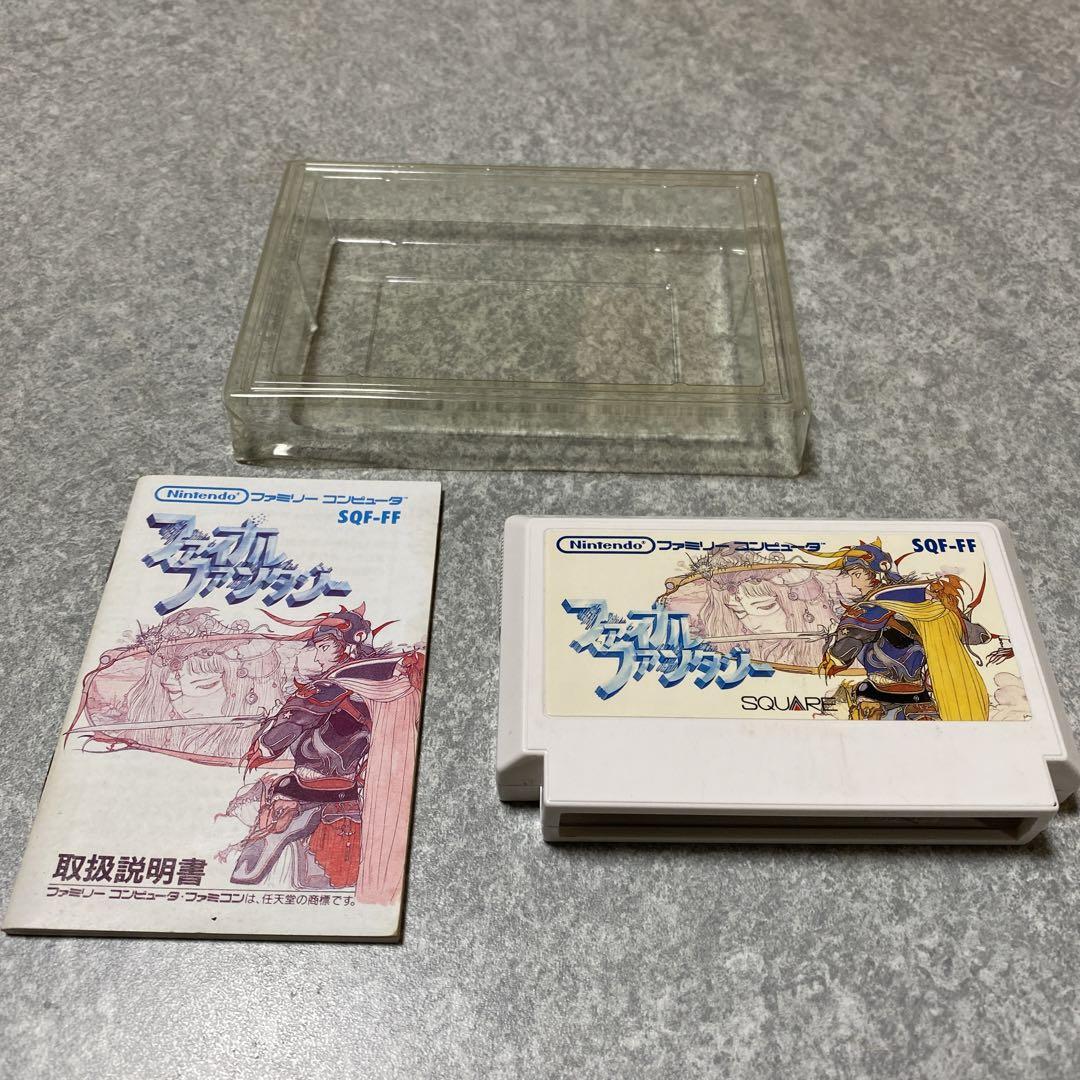 Nintendo ファミリー コンピュータ™
SQF-FF
ファイナル
ファンタジー
取扱説明書
ファミリー コンピュータ・ファミコンは、任天堂の商標です。
Nintendo ファミリー コンピュータ™
SQF-FF
ファイナル
ファンタジー
SQUARE